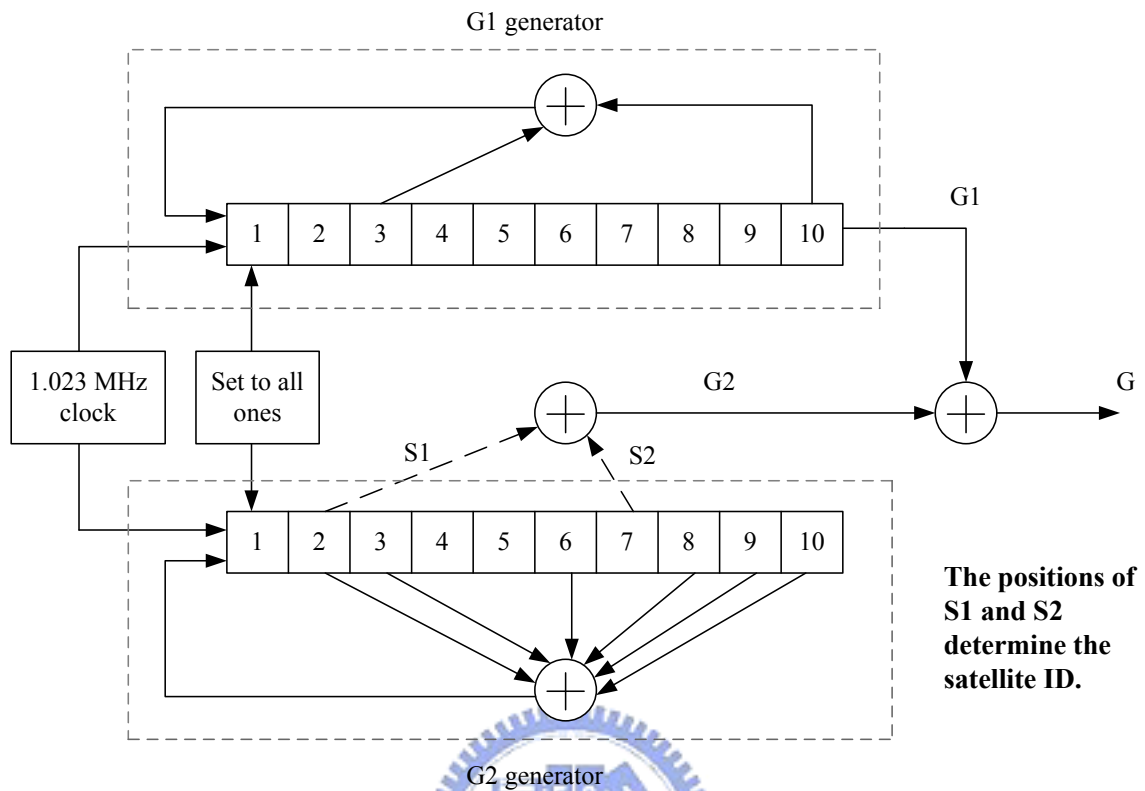 G1 generator
1 2 3 4 5 6 7 8 9 10
G1
1.023 MHz
clock
Set to all
ones
G2
G
S1
S2
1 2 3 4 5 6 7 8 9 10
The positions of
S1 and S2
determine the
satellite ID.
G2 generator